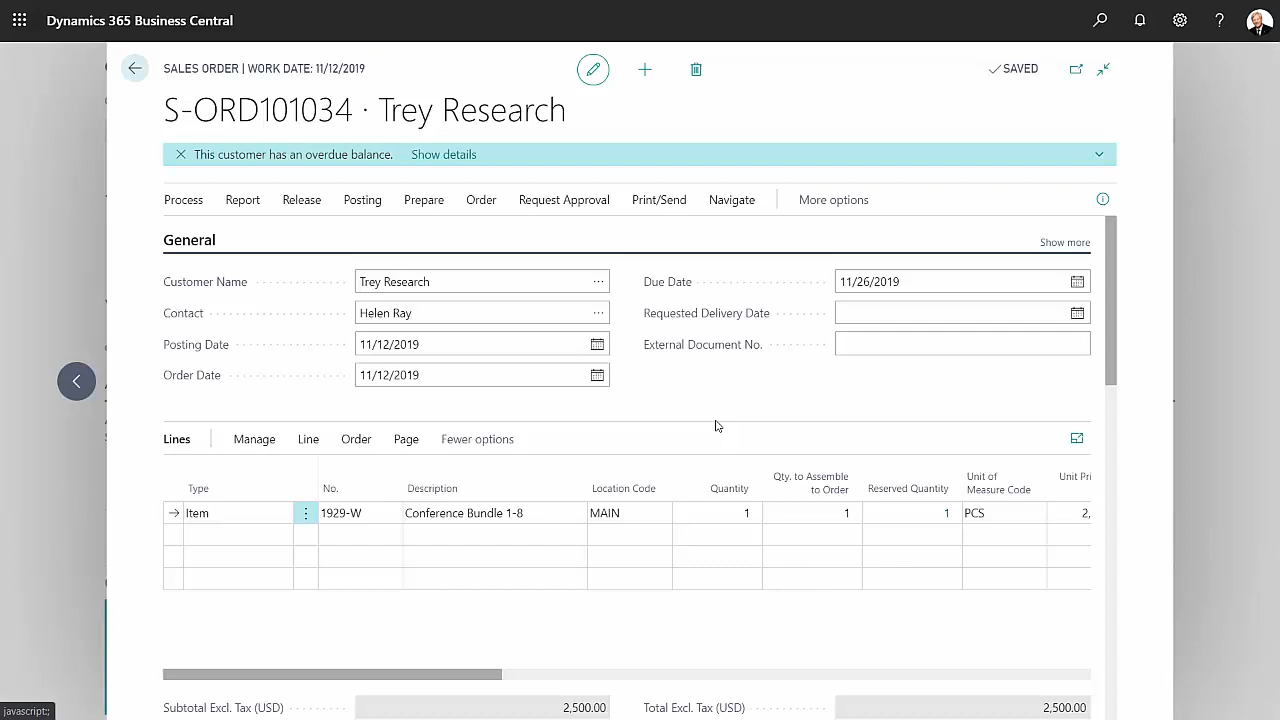 Dynamics 365 Business Central
SALES ORDER | WORK DATE: 11/12/2019
SAVED
S-ORD101034 · Trey Research
This customer has an overdue balance. Show details
Process Report Release Posting Prepare Order Request Approval Print/Send Navigate More options
General
Show more
Customer Name Trey Research
Due Date 11/26/2019
Contact Helen Ray
Requested Delivery Date
Posting Date 11/12/2019
External Document No.
Order Date 11/12/2019
Lines Manage Line Order Page Fewer options
Type No. Description Location Code Quantity Qty. to Assemble to Order Reserved Quantity Unit of Measure Code Unit Pri
Item 1929-W Conference Bundle 1-8 MAIN 1 1 1 PCS 2,
Subtotal Excl. Tax (USD) 2,500.00 Total Excl. Tax (USD) 2,500.00
javascript:;